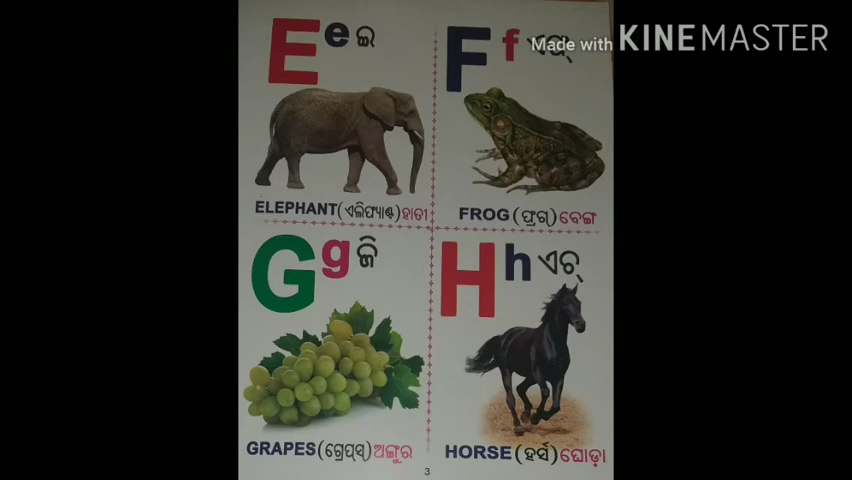 E e ଇ
F f ଏଫ୍
Made with KINEMASTER
ELEPHANT (ଏଲିଫ୍ୟାଣ୍ଟ) ହାତୀ
FROG (ଫ୍ରଗ୍) ବେଙ୍ଗ
G g ଜି
H h ଏଚ୍
GRAPES (ଗ୍ରେପ୍ସ୍) ଅଙ୍ଗୁର
HORSE (ହର୍ସ) ଘୋଡ଼ା
3